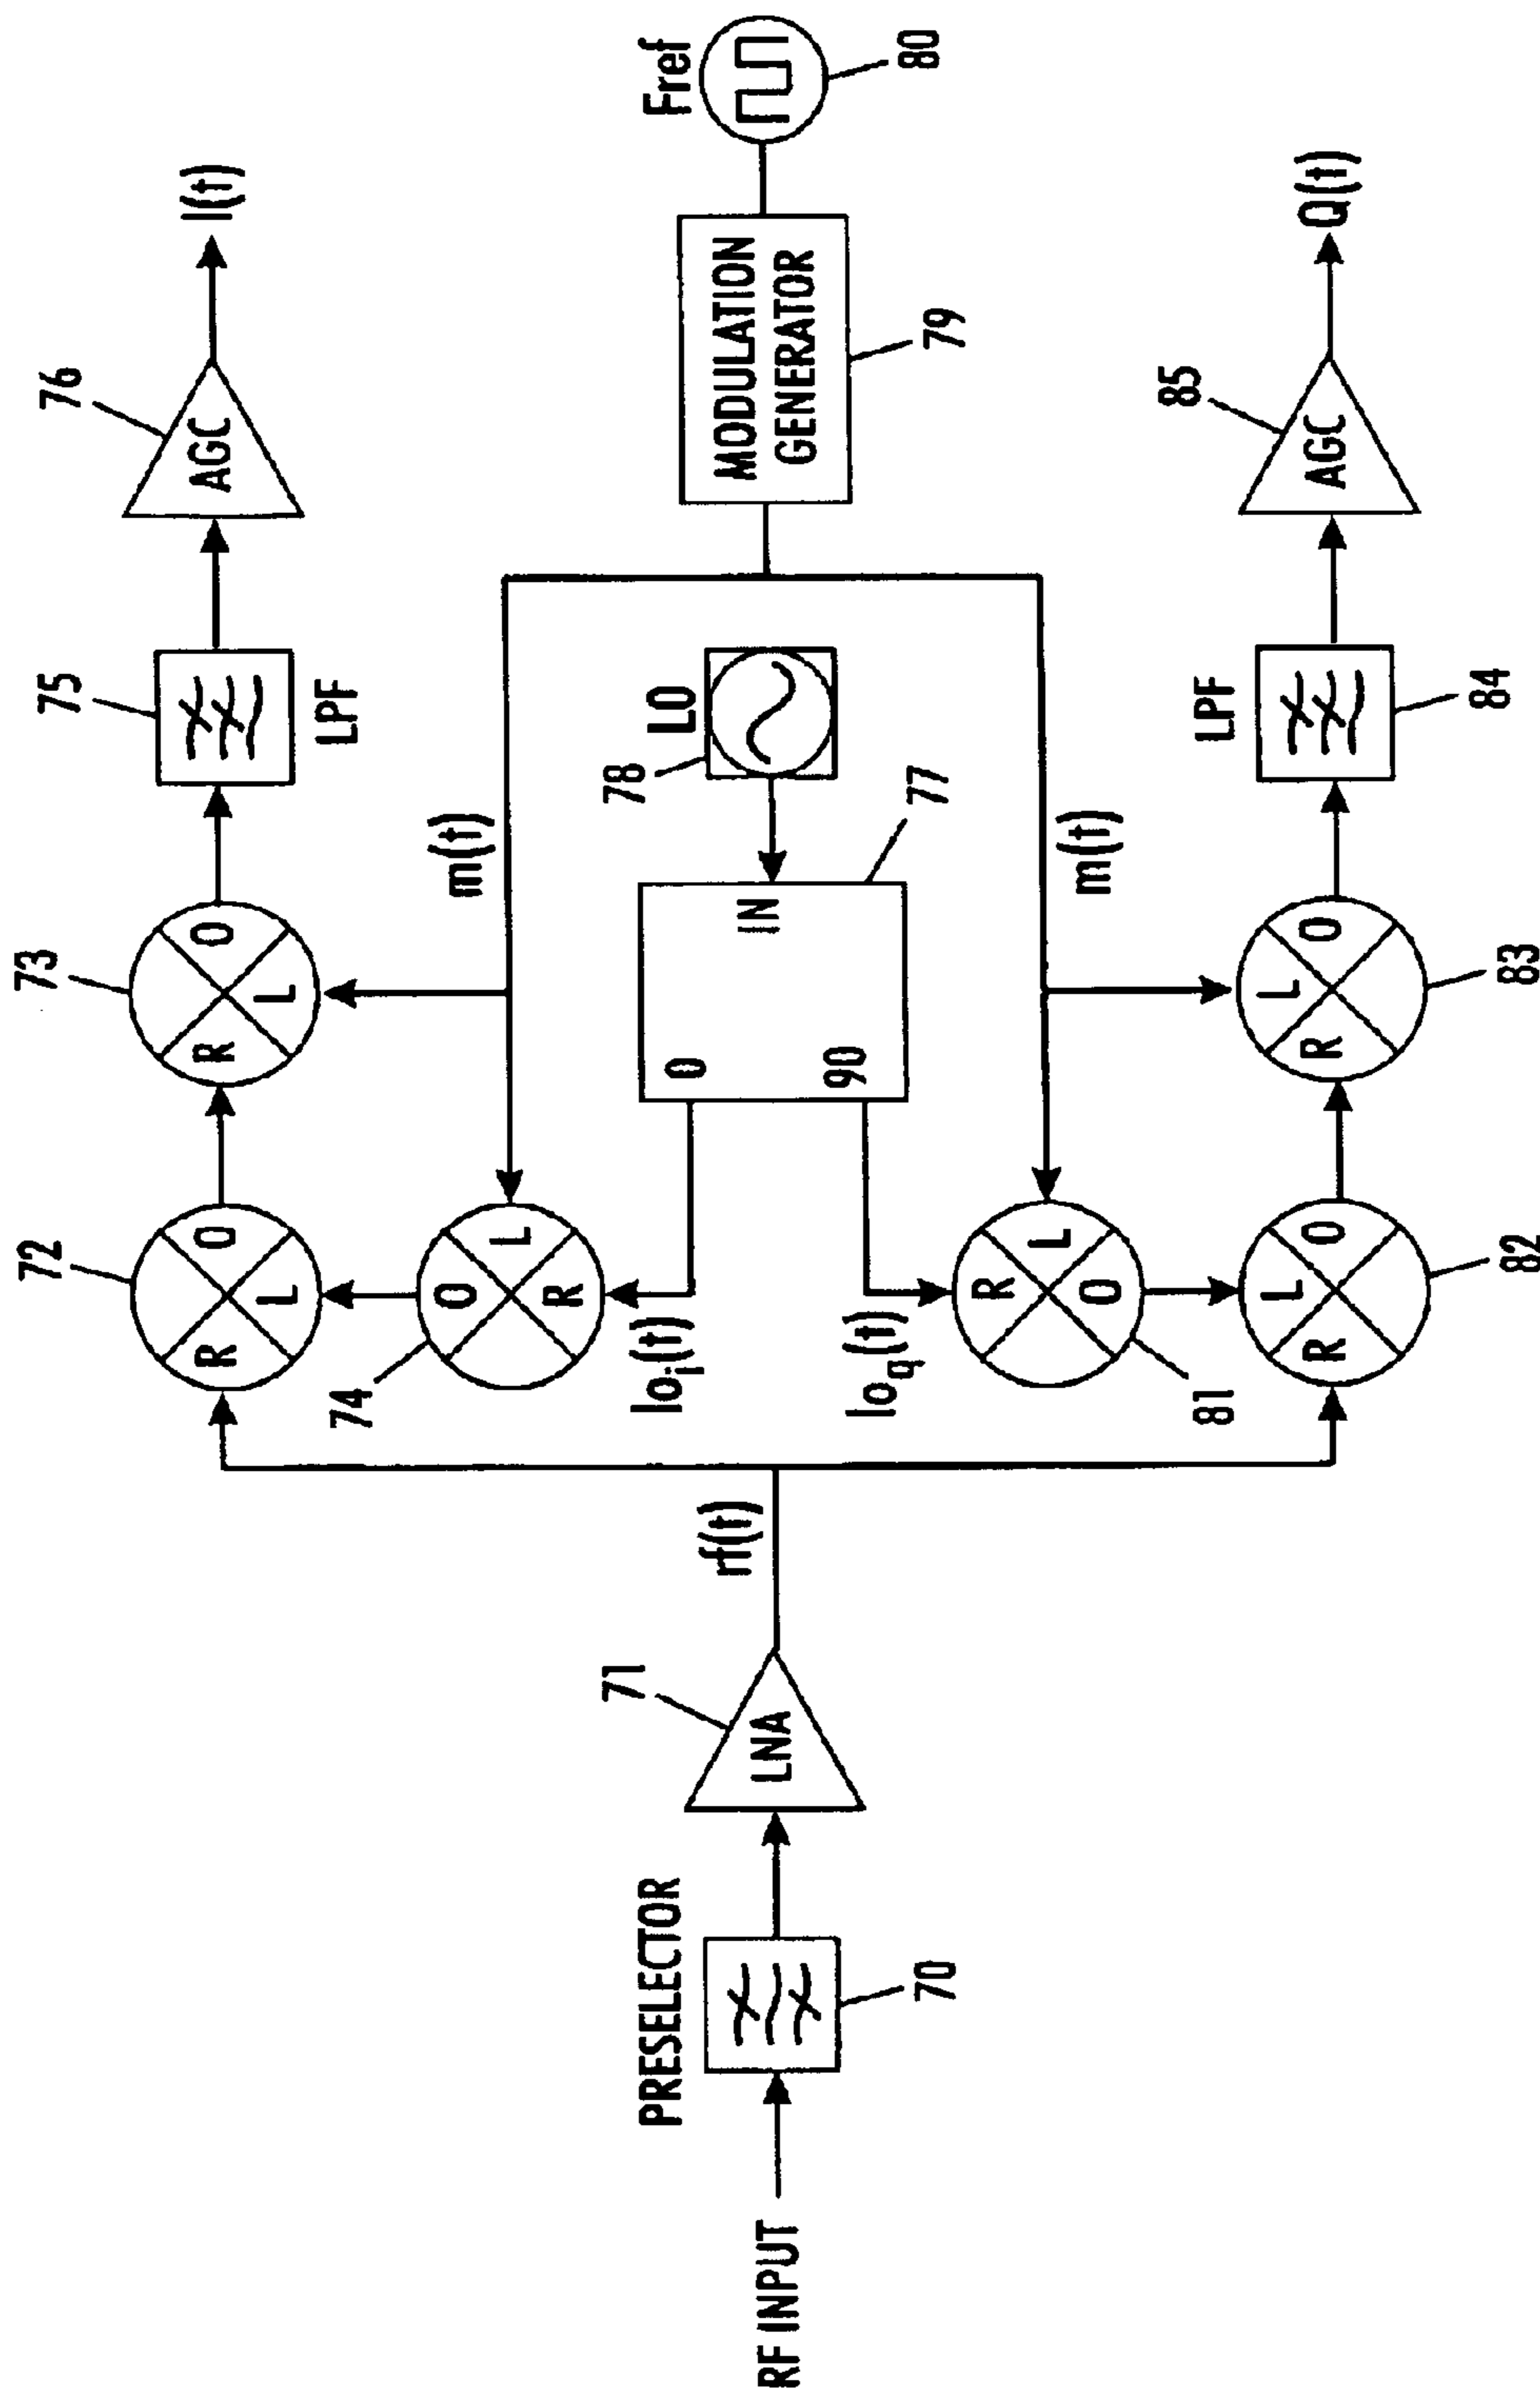 RF INPUT
PRESELECTOR
70
LNA
71
rf(t)
72
R
L
O
73
R
L
O
75
LPF
76
AGC
I(t)
74
O
L
R
m(t)
lo_i(t)
0
90
IN
77
78
LO
MODULATION
GENERATOR
79
Fref
80
lo_q(t)
R
L
O
81
m(t)
R
L
O
82
R
L
O
83
LPF
84
85
AGC
Q(t)